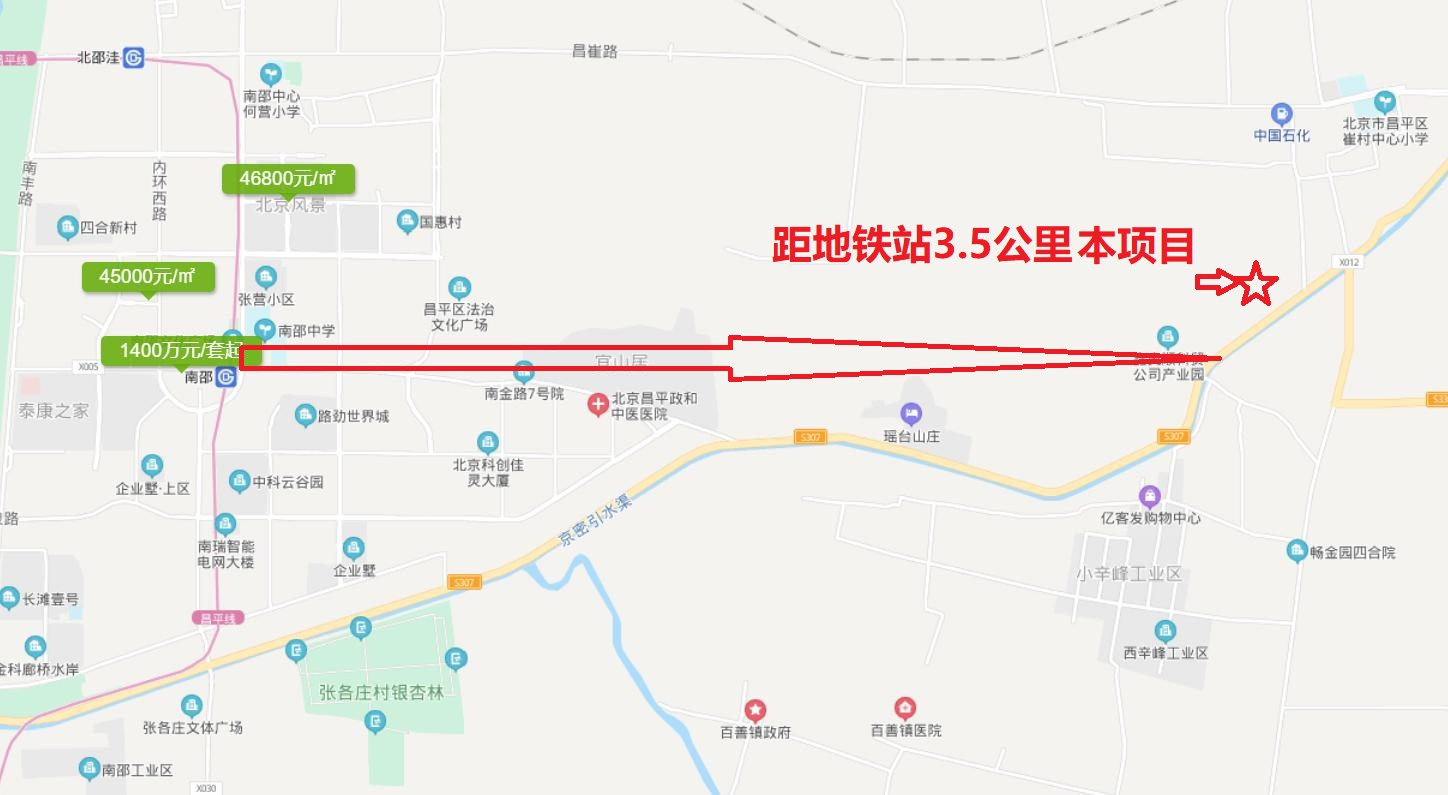 昌平线
北邵洼
昌崔路
南邵中心
何营小学
中国石化
北京市昌平区
崔村中心小学
南丰路
内环西路
46800元/㎡
北京风景
四合新村
国惠村
距地铁站3.5公里 本项目
X012
45000元/㎡
张营小区
昌平区法治
文化广场
南邵中学
1400万元/套起
X005
南邵
宜山居
公司产业园
南金路7号院
北京昌平政和
中医医院
泰康之家
路劲世界城
瑶台山庄
S307
S307
北京科创佳
灵大厦
企业墅·上区
中科云谷园
亿客发购物中心
京密引水渠
南瑞智能
电网大楼
企业墅
畅金园四合院
小辛峰工业区
S307
长滩壹号
昌平线
西辛峰工业区
金科廊桥水岸
张各庄村银杏林
张各庄文体广场
百善镇政府
百善镇医院
南邵工业区
X030